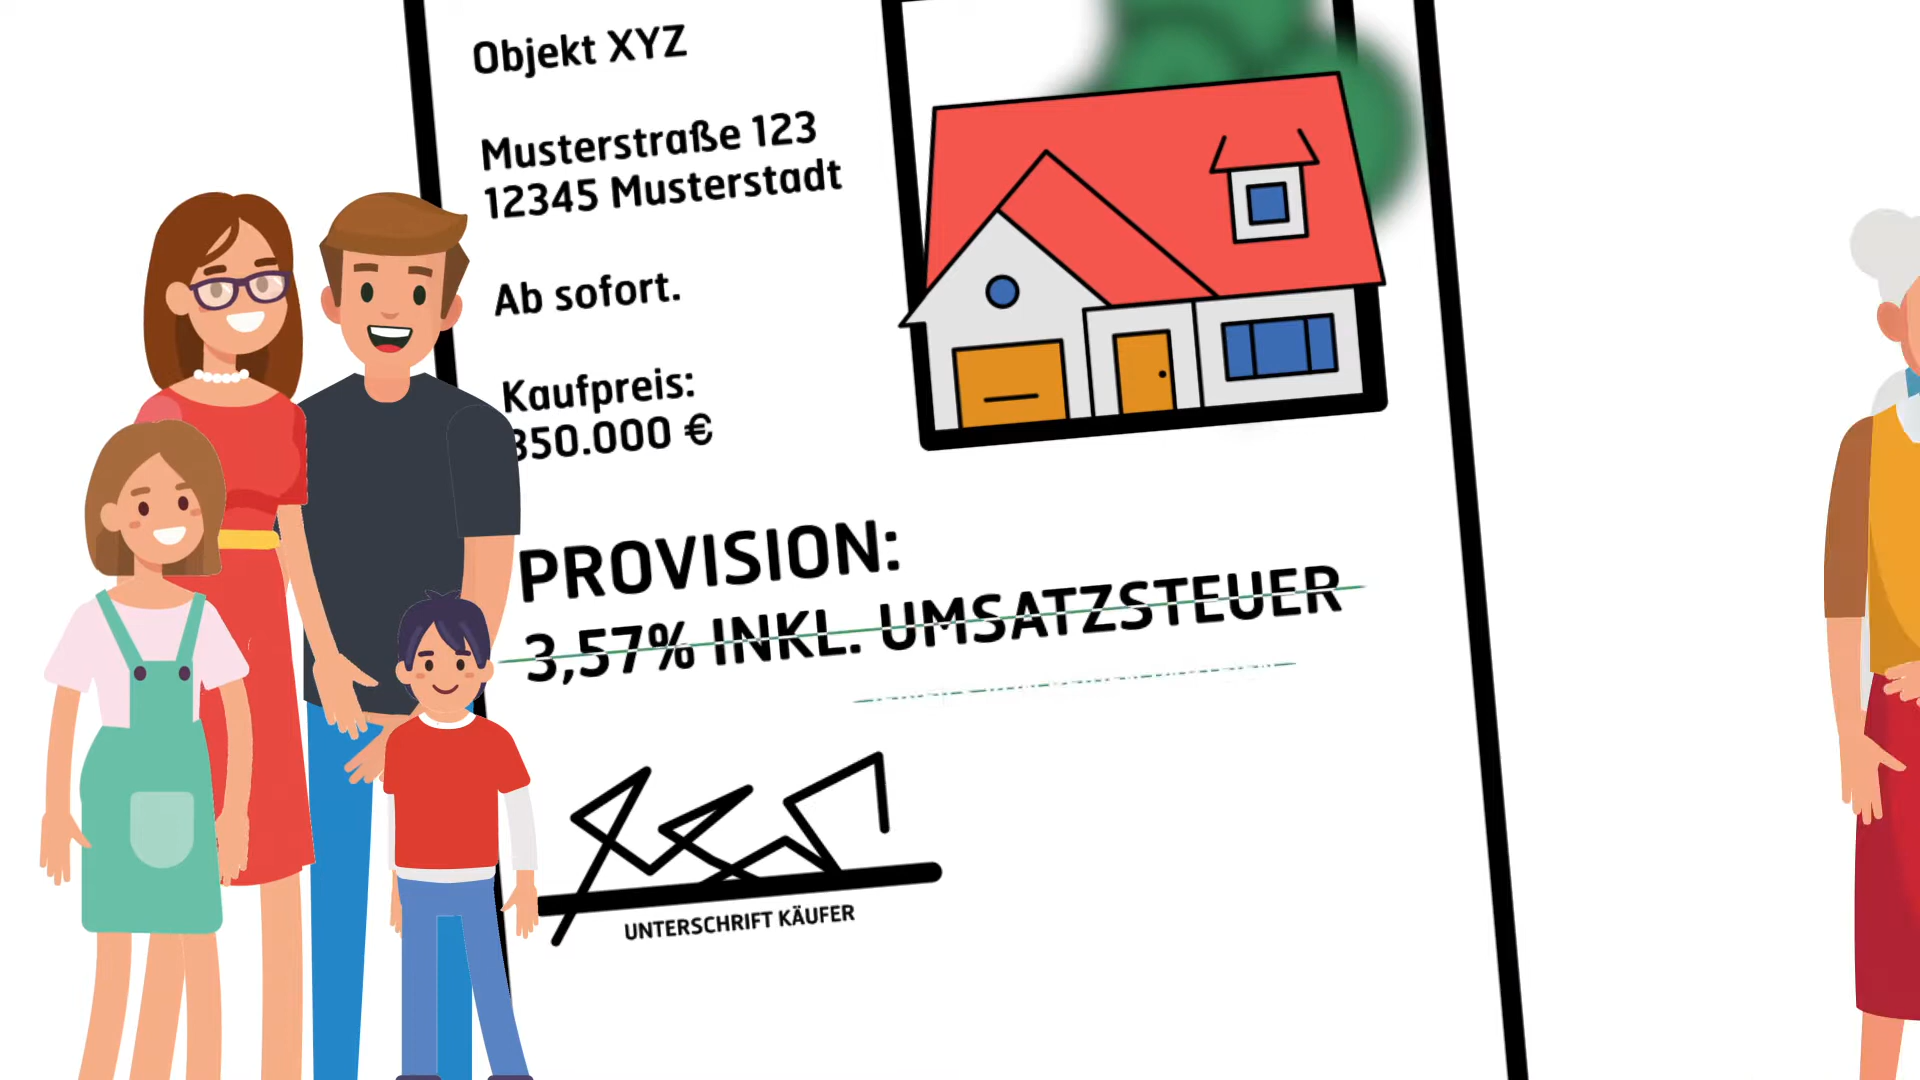 Objekt XYZ
Musterstraße 123
12345 Musterstadt
Ab sofort.
Kaufpreis:
350.000 €
PROVISION:
3,57% INKL. UMSATZSTEUER
UNTERSCHRIFT KÄUFER